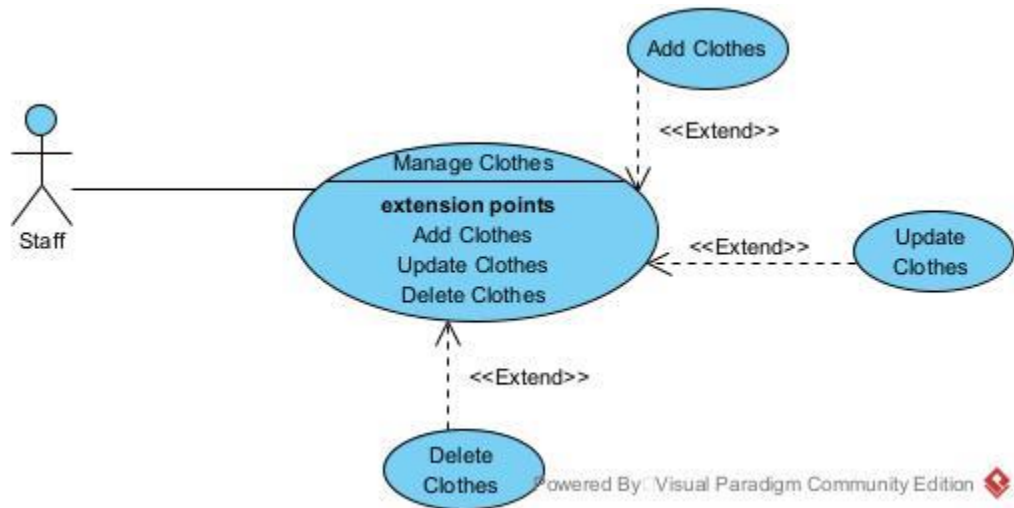 Add Clothes
<<Extend>>
Manage Clothes
extension points
Add Clothes
Update Clothes
Delete Clothes
Staff
<<Extend>>
Update
Clothes
<<Extend>>
Delete
Clothes
Powered By Visual Paradigm Community Edition